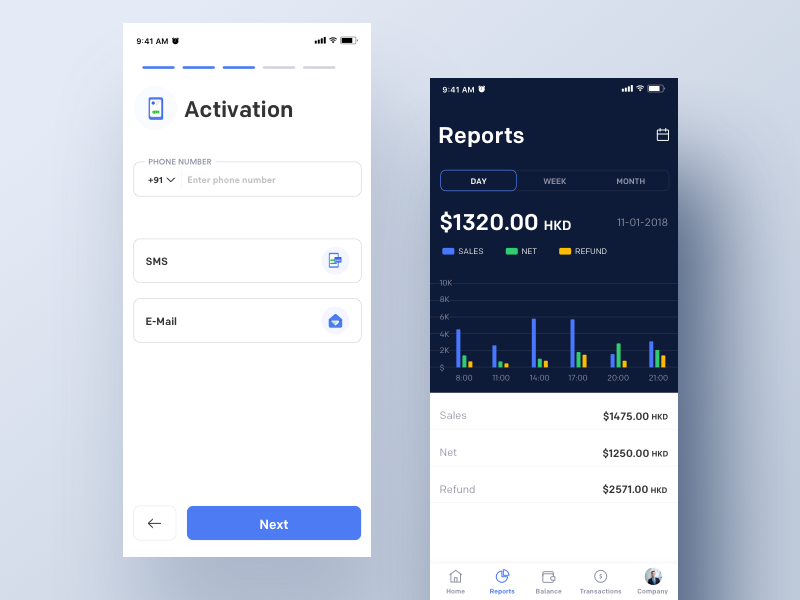 9:41 AM
Activation
PHONE NUMBER
+91 Enter phone number
SMS
E-Mail
Next
9:41 AM
Reports
DAY WEEK MONTH
$1320.00 HKD 11-01-2018
SALES NET REFUND
10K
8K
6K
4K
2K
$
8:00 11:00 14:00 17:00 20:00 21:00
Sales $1475.00 HKD
Net $1250.00 HKD
Refund $2571.00 HKD
Home Reports Balance Transactions Company